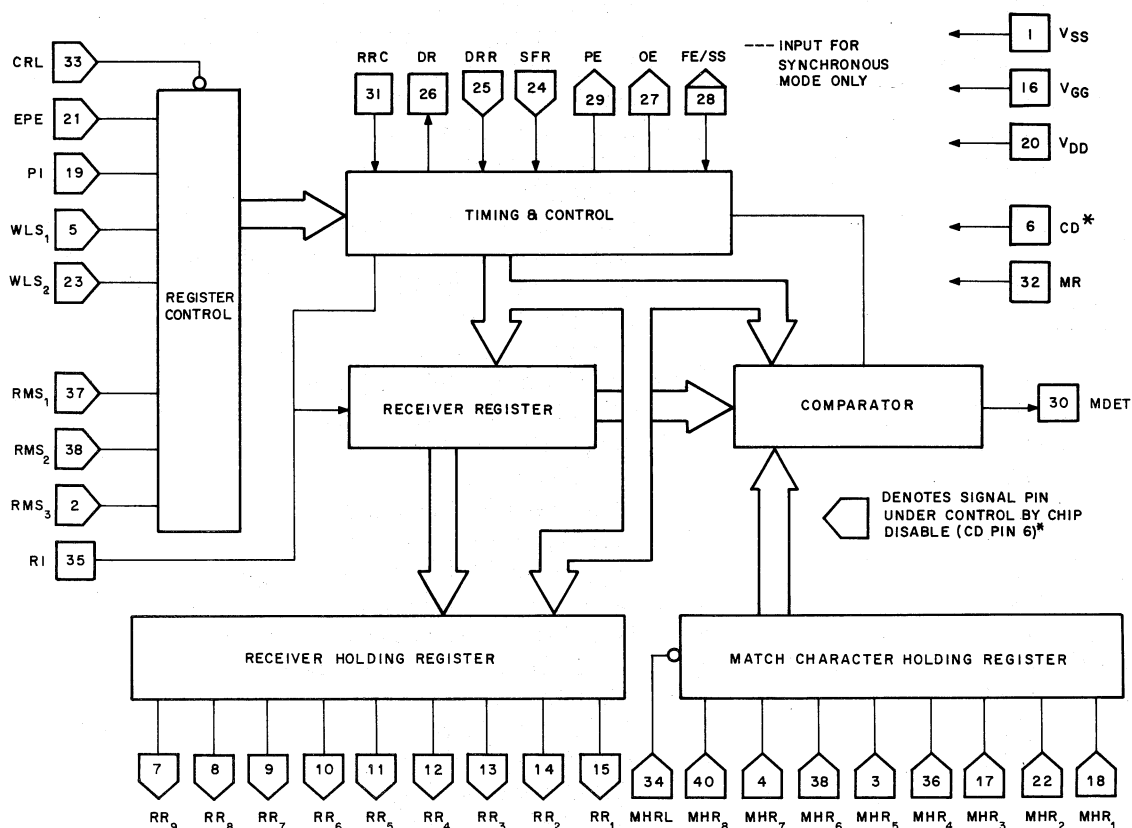 CRL 33
EPE 21
PI 19
WLS1 5
WLS2 23
RMS1 37
RMS2 38
RMS3 2
RI 35
REGISTER
CONTROL
RRC DR DRR SFR PE OE FE/SS
31 26 25 24 29 27 28
---- INPUT FOR
SYNCHRONOUS
MODE ONLY
1 VSS
16 VGG
20 VDD
6 CD*
32 MR
TIMING & CONTROL
RECEIVER REGISTER
COMPARATOR
30 MDET
DENOTES SIGNAL PIN
UNDER CONTROL BY CHIP
DISABLE (CD PIN 6)*
RECEIVER HOLDING REGISTER
MATCH CHARACTER HOLDING REGISTER
7 8 9 10 11 12 13 14 15 34 40 4 38 3 36 17 22 18
RR9 RR8 RR7 RR6 RR5 RR4 RR3 RR2 RR1 MHRL MHR8 MHR7 MHR6 MHR5 MHR4 MHR3 MHR2 MHR1